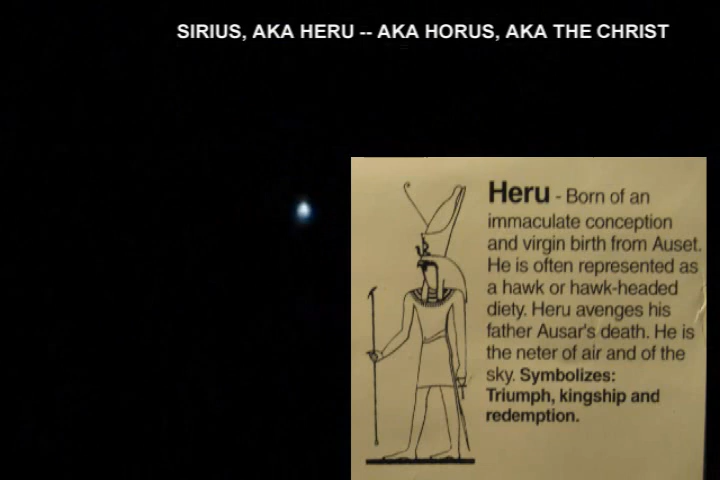 SIRIUS, AKA HERU -- AKA HORUS, AKA THE CHRIST
Heru - Born of an
immaculate conception
and virgin birth from Auset.
He is often represented as
a hawk or hawk-headed
diety. Heru avenges his
father Ausar's death. He is
the neter of air and of the
sky. Symbolizes:
Triumph, kingship and
redemption.